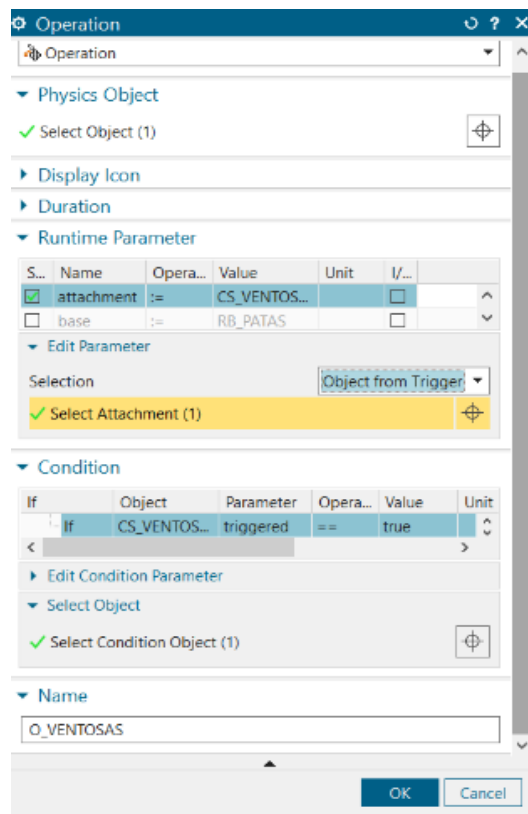 Operation
Operation
Physics Object
Select Object (1)
Display Icon
Duration
Runtime Parameter
S... Name Opera... Value Unit I/...
attachment := CS_VENTOS...
base := RB_PATAS
Edit Parameter
Selection Object from Trigger
Select Attachment (1)
Condition
If Object Parameter Opera... Value Unit
If CS_VENTOS... triggered == true
Edit Condition Parameter
Select Object
Select Condition Object (1)
Name
O_VENTOSAS
OK Cancel